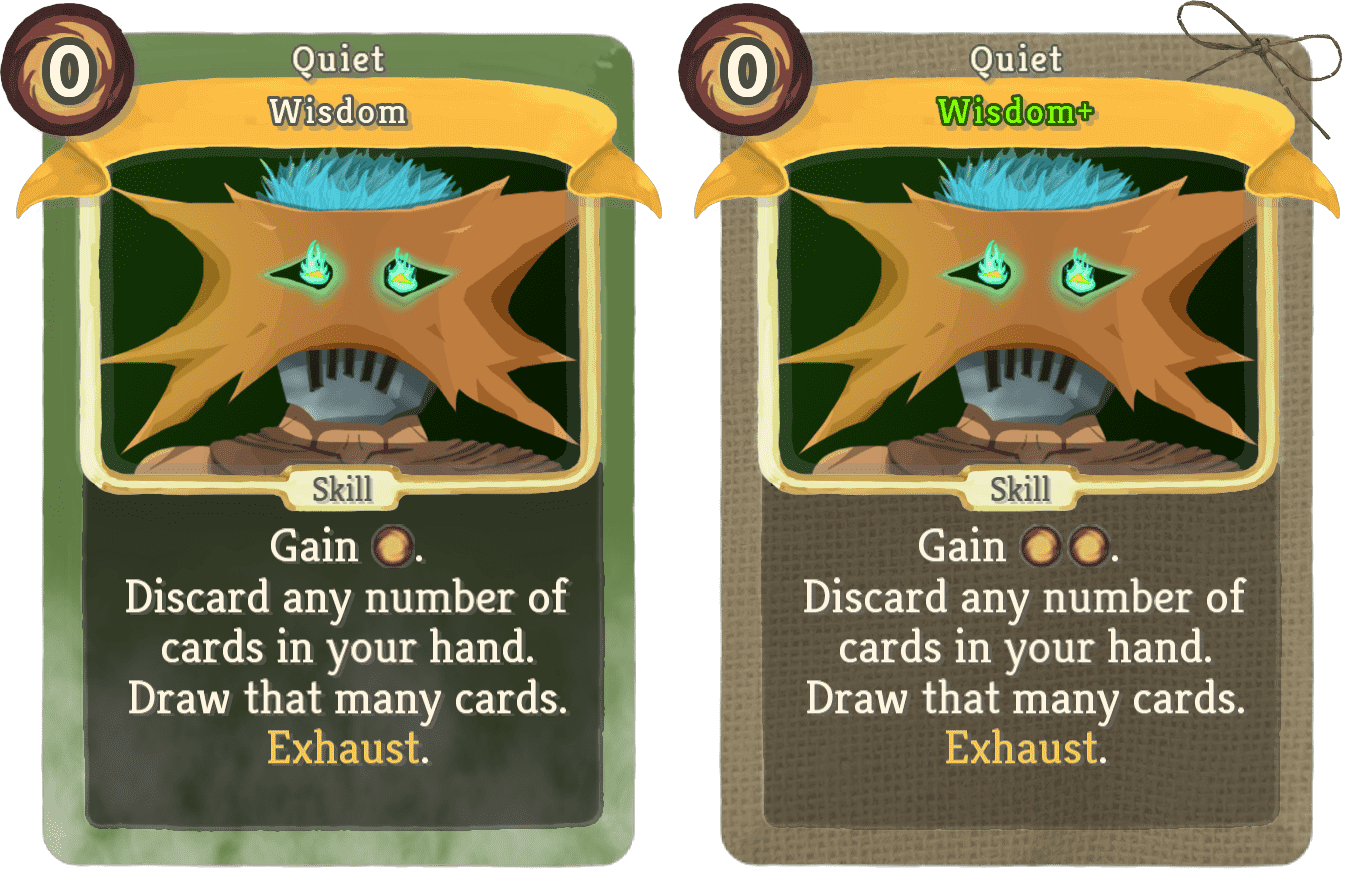 0
Quiet
Wisdom
Skill
Gain .
Discard any number of
cards in your hand.
Draw that many cards.
Exhaust.
0
Quiet
Wisdom+
Skill
Gain .
Discard any number of
cards in your hand.
Draw that many cards.
Exhaust.